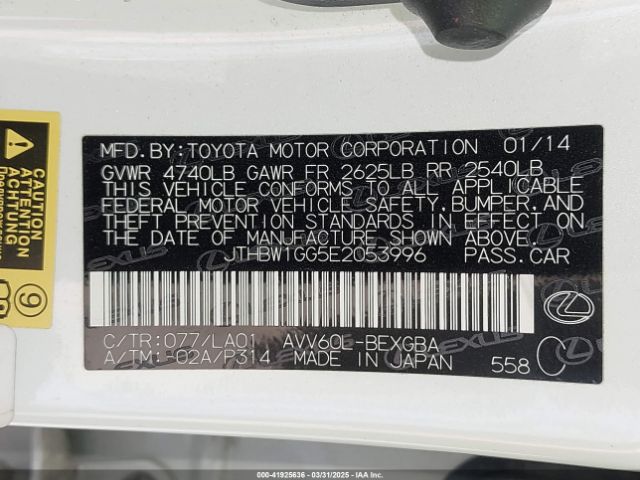 MFD. BY: TOYOTA MOTOR CORPORATION 01/14
GVWR 4740LB GAWR FR 2625LB RR 2540LB
THIS VEHICLE CONFORMS TO ALL APPLICABLE
FEDERAL MOTOR VEHICLE SAFETY, BUMPER, AND
THEFT PREVENTION STANDARDS IN EFFECT ON
THE DATE OF MANUFACTURE SHOWN ABOVE.
JTHBW1GG5E2053996 PASS.CAR
C/TR:077/LA01 AVV60L-BEXGBA
A/TM:-02A/P314 MADE IN JAPAN 558
CAUTION
ACTION
9
000-41925636 - 03/31/2025 - IAA Inc.